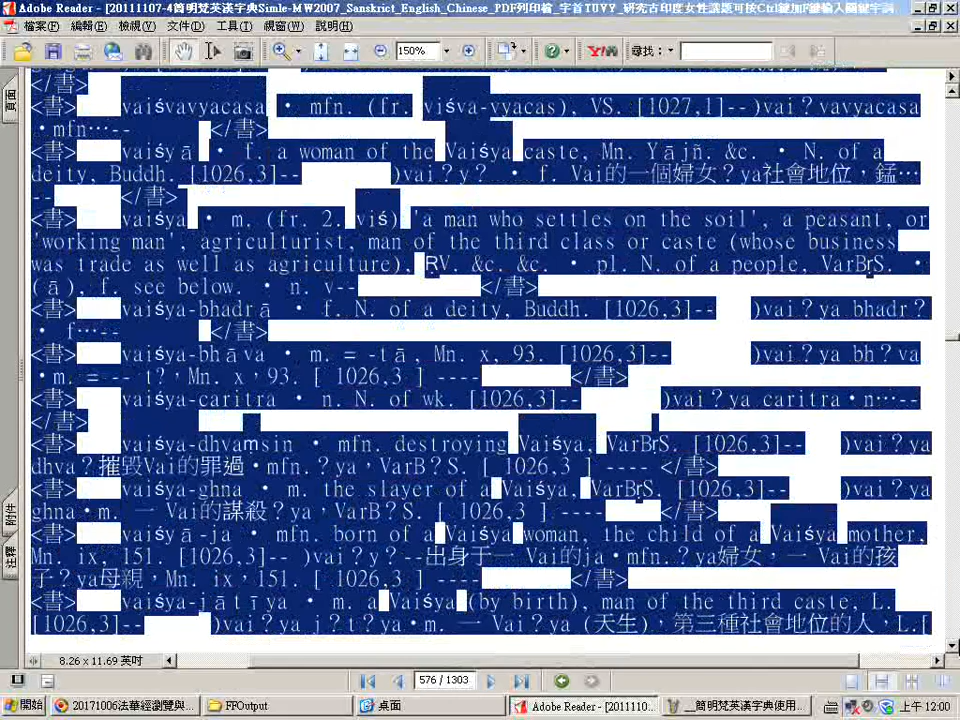 Adobe Reader - [20111107-4簡明梵英漢字典Simle-MW2007_Sanskrict_English_Chinese_PDF列印檔_字首TUVY_研究古印度女性議題可按Ctrl鍵加F鍵輸入關鍵字詞
檔案(F) 編輯(E) 檢視(V) 文件(D) 工具(T) 視窗(W) 說明(H)
150% 尋找：
</書>
<書> vaiśvavyacasa • mfn. (fr. viśva-vyacas), VS. [1027,1]--)vai？vavyacasa
•mfn…-- </書>
<書> vaiśyā • f. a woman of the Vaiśya caste, Mn. Yājñ. &c. • N. of a
deity, Buddh. [1026,3]-- )vai？y？ • f. Vai的一個婦女？ya社會地位，錳…
-- </書>
<書> vaiśya • m. (fr. 2. viś) 'a man who settles on the soil', a peasant, or
'working man', agriculturist, man of the third class or caste (whose business
was trade as well as agriculture), ṚV. &c. &c. • pl. N. of a people, VarBṛS. •
(ā), f. see below. • n. v-- </書>
<書> vaiśya-bhadrā • f. N. of a deity, Buddh. [1026,3]-- )vai？ya bhadr？
• f…-- </書>
<書> vaiśya-bhāva • m. = -tā, Mn. x, 93. [1026,3]-- )vai？ya bh？va
•m. =-- t?，Mn. x，93. [ 1026,3 ] ---- </書>
<書> vaiśya-caritra • n. N. of wk. [1026,3]-- )vai？ya caritra•n…--
</書>
<書> vaiśya-dhvaṃsin • mfn. destroying Vaiśya, VarBṛS. [1026,3]-- )vai？ya
dhva？摧毀Vai的罪過•mfn.？ya，VarB？S. [ 1026,3 ] ---- </書>
<書> vaiśya-ghna • m. the slayer of a Vaiśya, VarBṛS. [1026,3]-- )vai？ya
ghna•m. 一 Vai的謀殺？ya，VarB？S. [ 1026,3 ] ---- </書>
<書> vaiśyā-ja • mfn. born of a Vaiśya woman, the child of a Vaiśya mother,
Mn. ix, 151. [1026,3]-- )vai？y？--出身于一 Vai的ja•mfn.？ya婦女，一 Vai的孩
子？ya母親，Mn. ix，151. [ 1026,3 ] ---- </書>
<書> vaiśya-jātīya • m. a Vaiśya (by birth), man of the third caste, L.
[1026,3]-- )vai？ya j？t？ya•m. 一 Vai？ya (天生)，第三種社會地位的人，L.[
頁面
附件
註釋
8.26 x 11.69 英吋
576 / 1303
開始 20171006法華經瀏覽與... FFOutput 桌面 Adobe Reader - [2011110... __簡明梵英漢字典使用... 上午 12:00